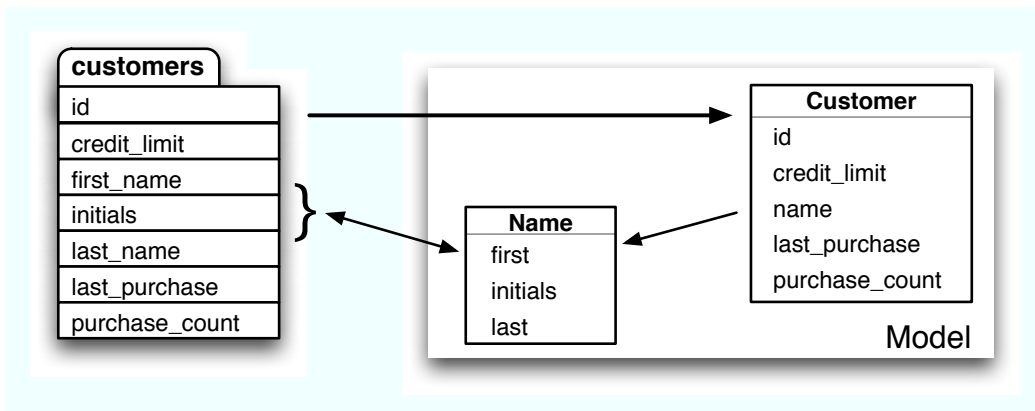 customers
id
credit_limit
first_name
initials
last_name
last_purchase
purchase_count
}
Name
first
initials
last
Customer
id
credit_limit
name
last_purchase
purchase_count
Model